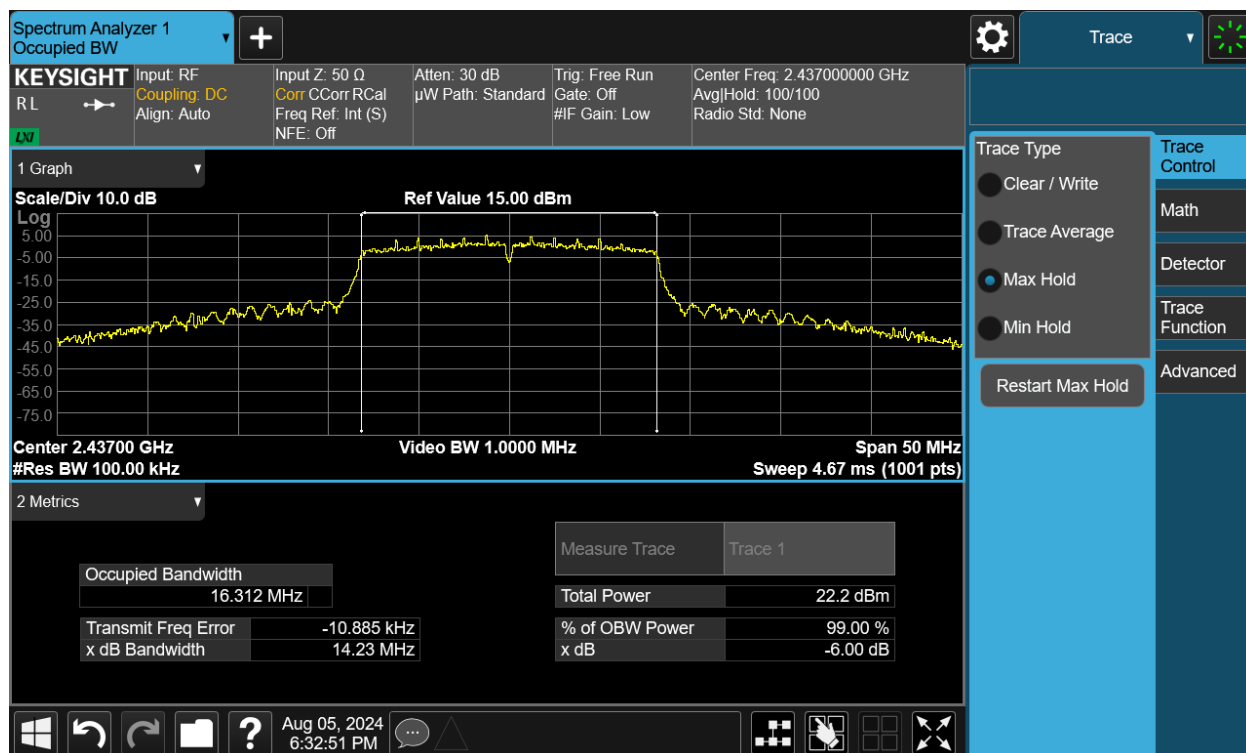 Spectrum Analyzer 1
Occupied BW
+
Trace
KEYSIGHT
R L
LXI
Input: RF
Coupling: DC
Align: Auto
Input Z: 50 Ω
Corr CCorr RCal
Freq Ref: Int (S)
NFE: Off
Atten: 30 dB
µW Path: Standard
Trig: Free Run
Gate: Off
#IF Gain: Low
Center Freq: 2.437000000 GHz
Avg|Hold: 100/100
Radio Std: None
1 Graph
Scale/Div 10.0 dB
Ref Value 15.00 dBm
Log
5.00
-5.00
-15.0
-25.0
-35.0
-45.0
-55.0
-65.0
-75.0
Center 2.43700 GHz
Video BW 1.0000 MHz
Span 50 MHz
#Res BW 100.00 kHz
Sweep 4.67 ms (1001 pts)
2 Metrics
Measure Trace
Trace 1
Occupied Bandwidth
16.312 MHz
Total Power
22.2 dBm
Transmit Freq Error
-10.885 kHz
% of OBW Power
99.00 %
x dB Bandwidth
14.23 MHz
x dB
-6.00 dB
Trace Type
Clear / Write
Trace Average
Max Hold
Min Hold
Restart Max Hold
Trace
Control
Math
Detector
Trace
Function
Advanced
?
Aug 05, 2024
6:32:51 PM